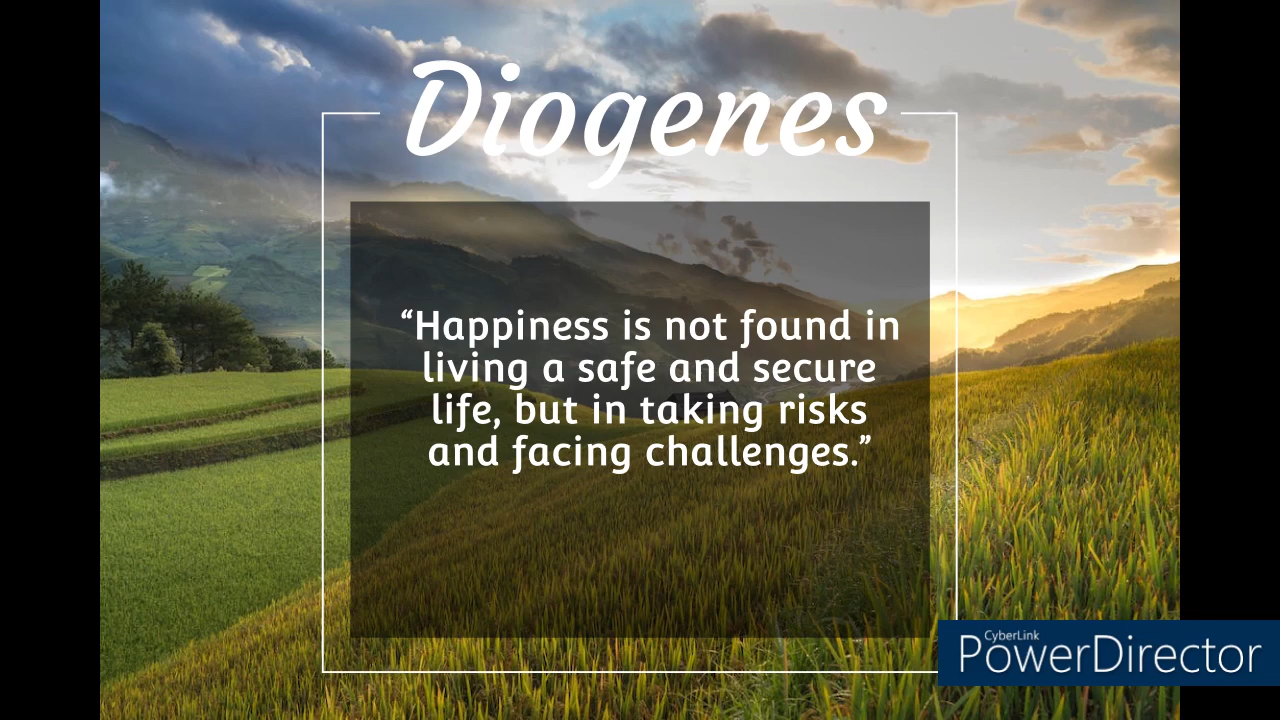 Diogenes
“Happiness is not found in
living a safe and secure
life, but in taking risks
and facing challenges.”
CyberLink
PowerDirector